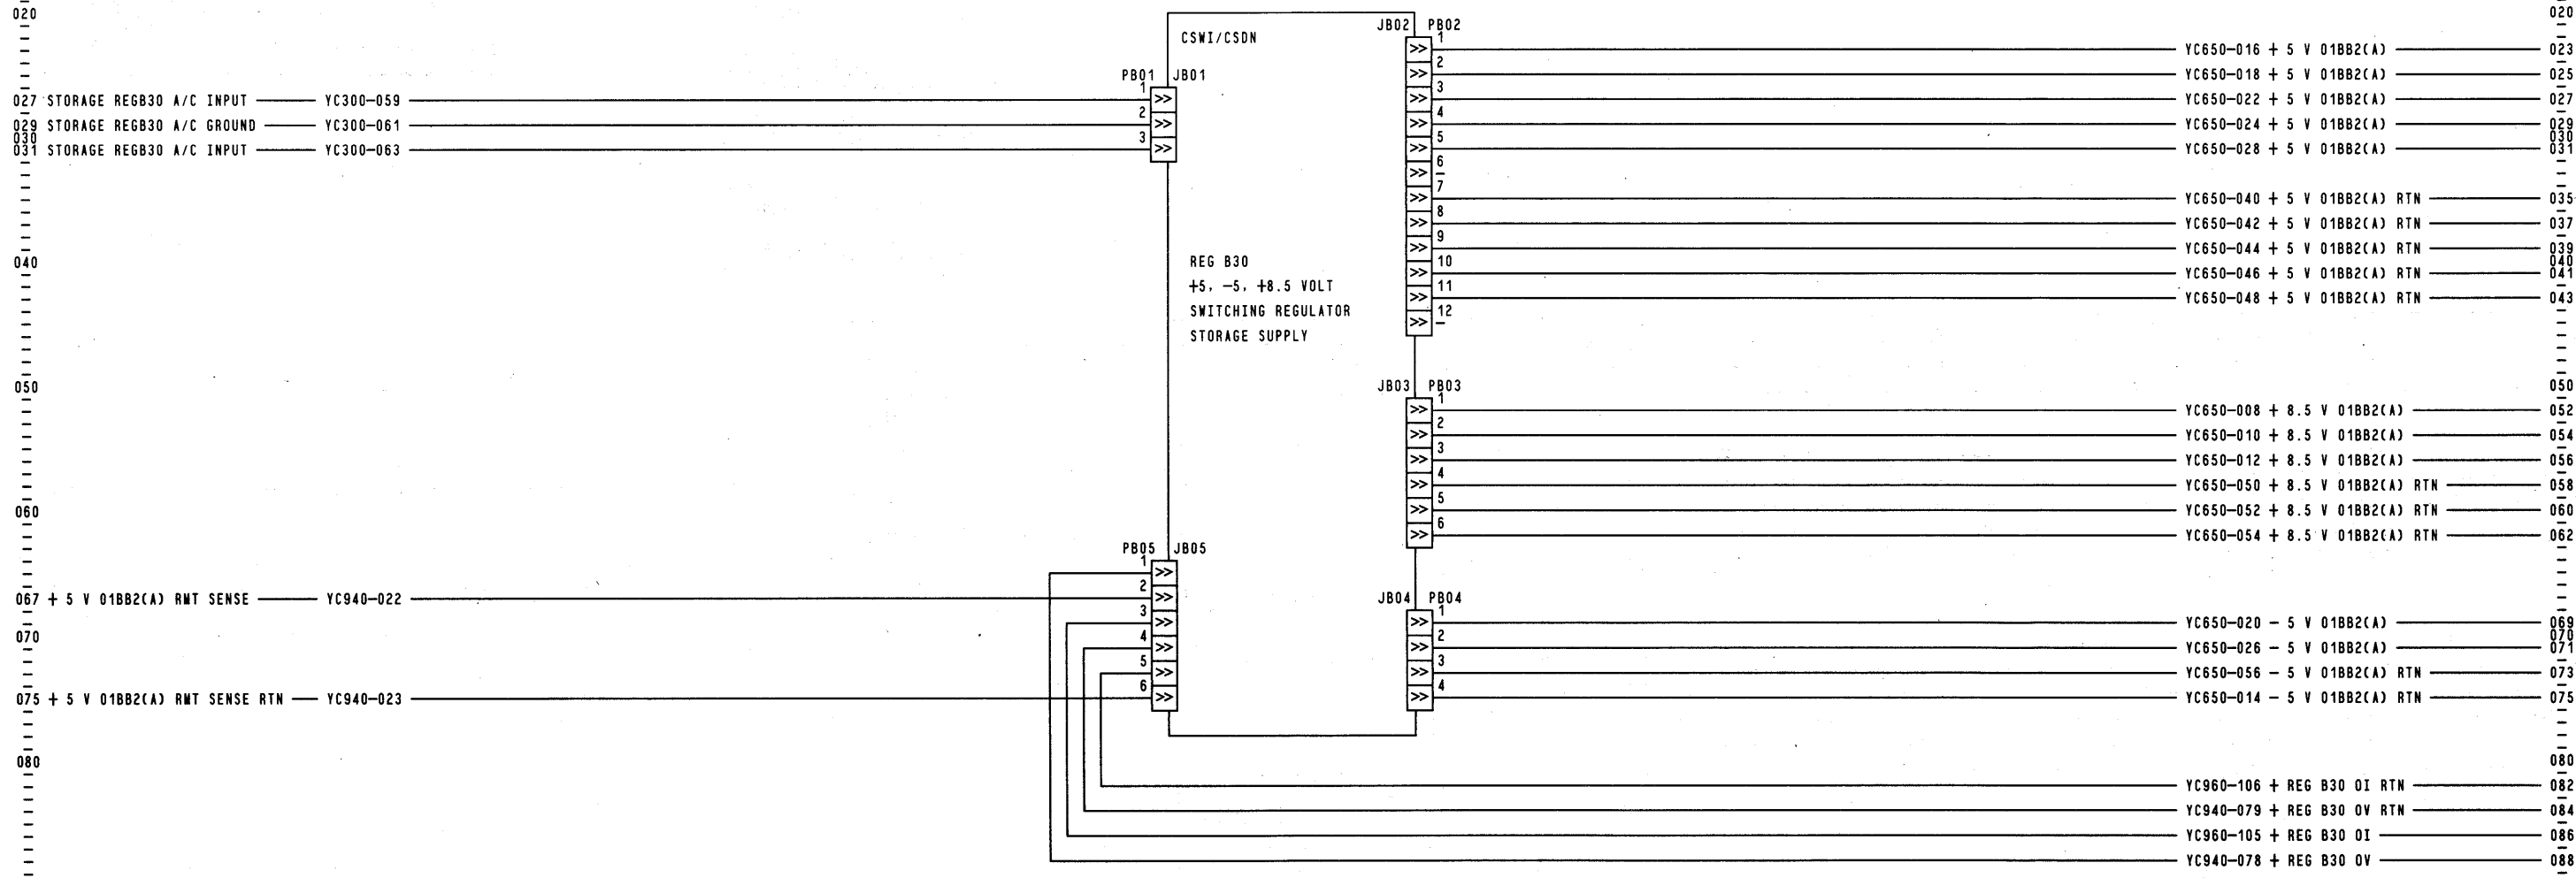 020 020
JB02 PB02
CSWI/CSDN
1 YC650-016 + 5 V 01BB2(A) 023
2 YC650-018 + 5 V 01BB2(A) 025
PB01 JB01
3 YC650-022 + 5 V 01BB2(A) 027
027 STORAGE REGB30 A/C INPUT YC300-059 1
4 YC650-024 + 5 V 01BB2(A) 029
029 STORAGE REGB30 A/C GROUND YC300-061 2
030 030
5 YC650-028 + 5 V 01BB2(A) 031
031 STORAGE REGB30 A/C INPUT YC300-063 3
6
7 YC650-040 + 5 V 01BB2(A) RTN 035
8 YC650-042 + 5 V 01BB2(A) RTN 037
9 YC650-044 + 5 V 01BB2(A) RTN 039
040 040
REG B30
10 YC650-046 + 5 V 01BB2(A) RTN 041
+5, -5, +8.5 VOLT
11 YC650-048 + 5 V 01BB2(A) RTN 043
SWITCHING REGULATOR
12
STORAGE SUPPLY
050 050
JB03 PB03
1 YC650-008 + 8.5 V 01BB2(A) 052
2 YC650-010 + 8.5 V 01BB2(A) 054
3 YC650-012 + 8.5 V 01BB2(A) 056
4 YC650-050 + 8.5 V 01BB2(A) RTN 058
5 YC650-052 + 8.5 V 01BB2(A) RTN 060
060
6 YC650-054 + 8.5 V 01BB2(A) RTN 062
PB05 JB05
1
067 + 5 V 01BB2(A) RMT SENSE YC940-022 2
JB04 PB04
3
1 YC650-020 - 5 V 01BB2(A) 069
070 070
4
2 YC650-026 - 5 V 01BB2(A) 071
5
3 YC650-056 - 5 V 01BB2(A) RTN 073
075 + 5 V 01BB2(A) RMT SENSE RTN YC940-023 6
4 YC650-014 - 5 V 01BB2(A) RTN 075
080 080
YC960-106 + REG B30 OI RTN 082
YC940-079 + REG B30 OV RTN 084
YC960-105 + REG B30 OI 086
YC940-078 + REG B30 OV 088